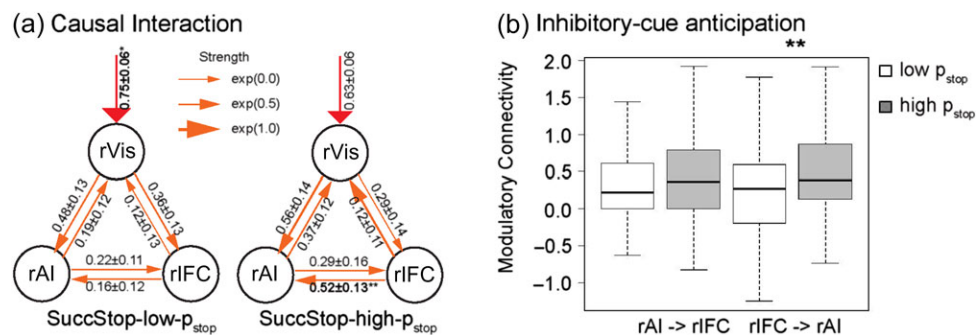 (a) Causal Interaction
0.75±0.06*
Strength
exp(0.0)
exp(0.5)
exp(1.0)
rVis
0.48±0.13
0.19±0.12
0.36±0.13
0.12±0.13
rAI
0.22±0.11
0.16±0.12
rIFC
SuccStop-low-pstop
0.63±0.06
rVis
0.56±0.14
0.37±0.12
0.29±0.14
0.12±0.11
rAI
0.29±0.16
0.52±0.13**
rIFC
SuccStop-high-pstop
(b) Inhibitory-cue anticipation
**
Modulatory Connectivity
2.0
1.5
1.0
0.5
0.0
−0.5
−1.0
rAI -> rIFC
rIFC -> rAI
low pstop
high pstop